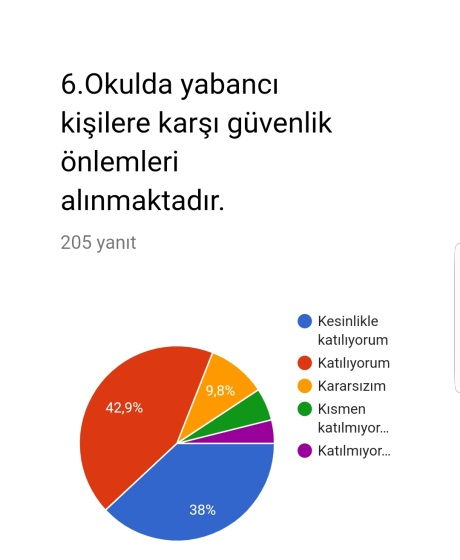 6.Okulda yabancı
kişilere karşı güvenlik
önlemleri
alınmaktadır.
205 yanıt
Kesinlikle
katılıyorum
Katılıyorum
Kararsızım
Kısmen
katılmıyor...
Katılmıyor...
9,8%
42,9%
38%